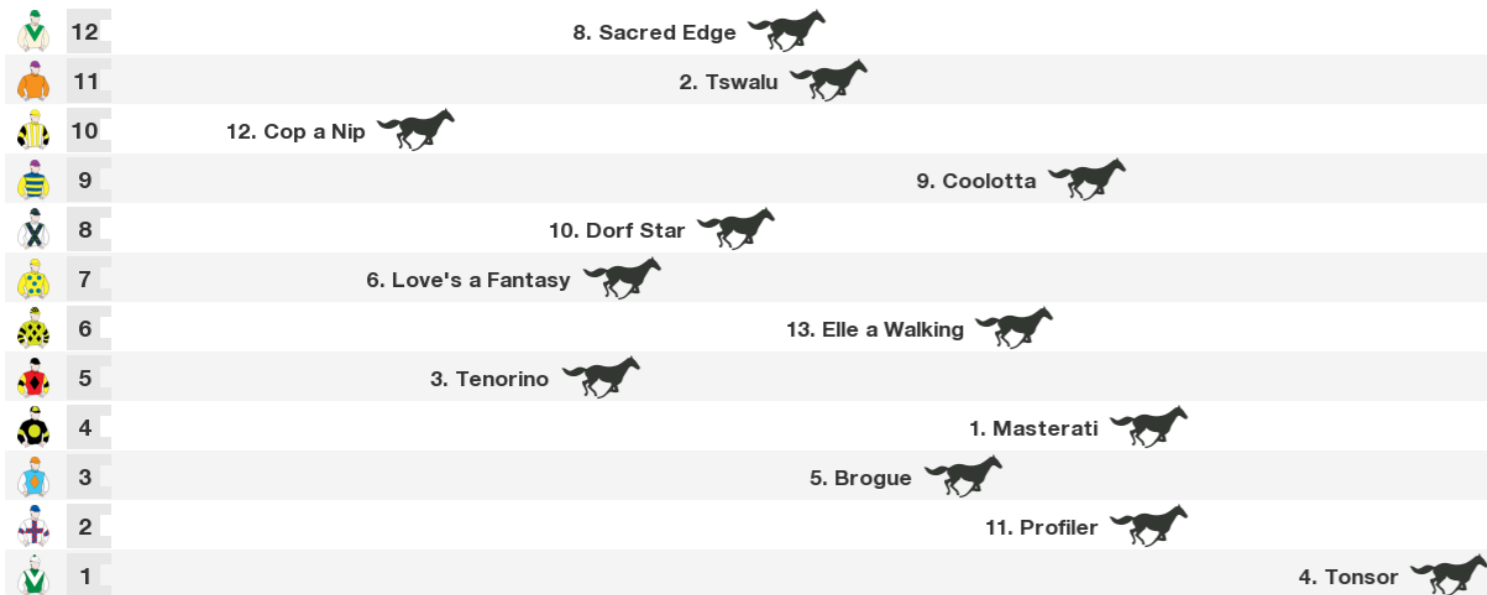 12 8. Sacred Edge
11 2. Tswalu
10 12. Cop a Nip
9 9. Coolotta
8 10. Dorf Star
7 6. Love's a Fantasy
6 13. Elle a Walking
5 3. Tenorino
4 1. Masterati
3 5. Brogue
2 11. Profiler
1 4. Tonsor